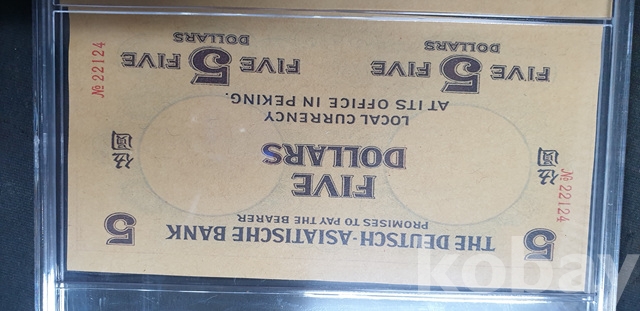 THE DEUTSCH-ASIATISCHE BANK
5
5
PROMISES TO PAY THE BEARER
FIVE
DOLLARS
伍圓
伍圓
№ 22124
№ 22124
LOCAL CURRENCY
AT ITS OFFICE IN PEKING.
FIVE 5 FIVE
DOLLARS
FIVE 5 FIVE
DOLLARS
kobay